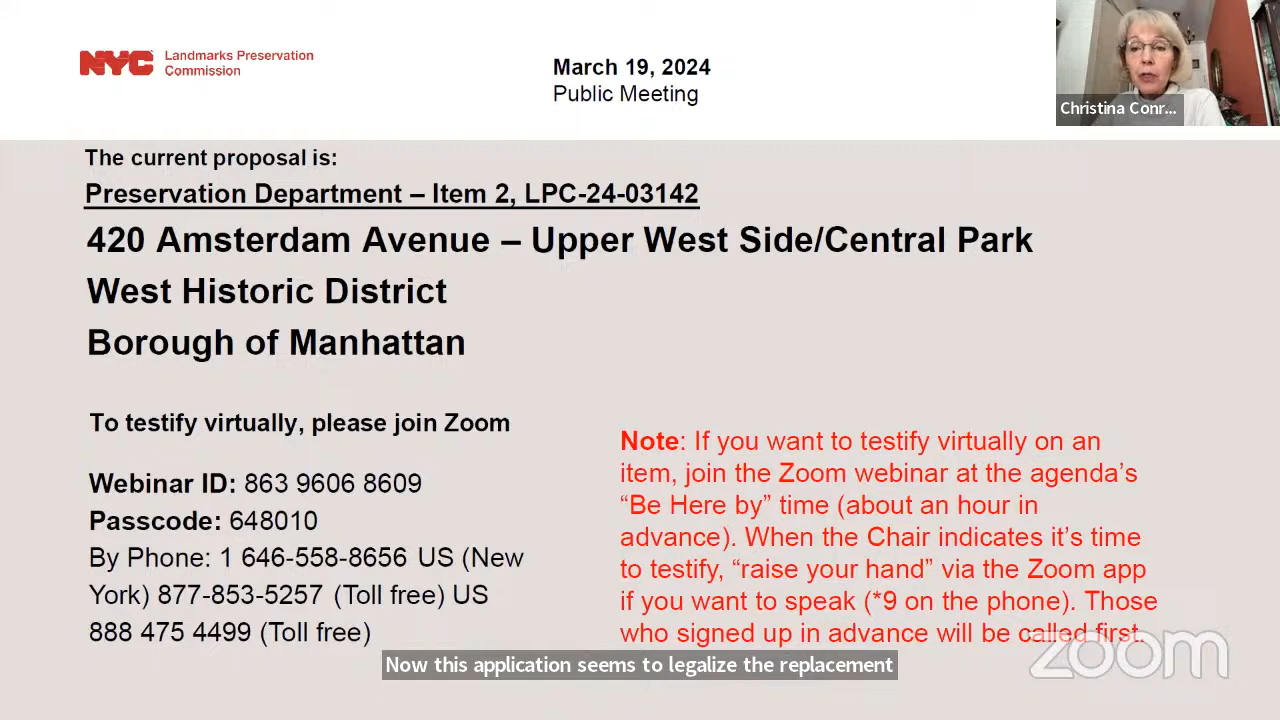 NYC Landmarks Preservation
Commission
March 19, 2024
Public Meeting
Christina Conr...
The current proposal is:
Preservation Department – Item 2, LPC-24-03142
420 Amsterdam Avenue – Upper West Side/Central Park
West Historic District
Borough of Manhattan
To testify virtually, please join Zoom
Webinar ID: 863 9606 8609
Passcode: 648010
By Phone: 1 646-558-8656 US (New
York) 877-853-5257 (Toll free) US
888 475 4499 (Toll free)
Note: If you want to testify virtually on an
item, join the Zoom webinar at the agenda’s
“Be Here by” time (about an hour in
advance). When the Chair indicates it’s time
to testify, “raise your hand” via the Zoom app
if you want to speak (*9 on the phone). Those
who signed up in advance will be called first.
zoom
Now this application seems to legalize the replacement